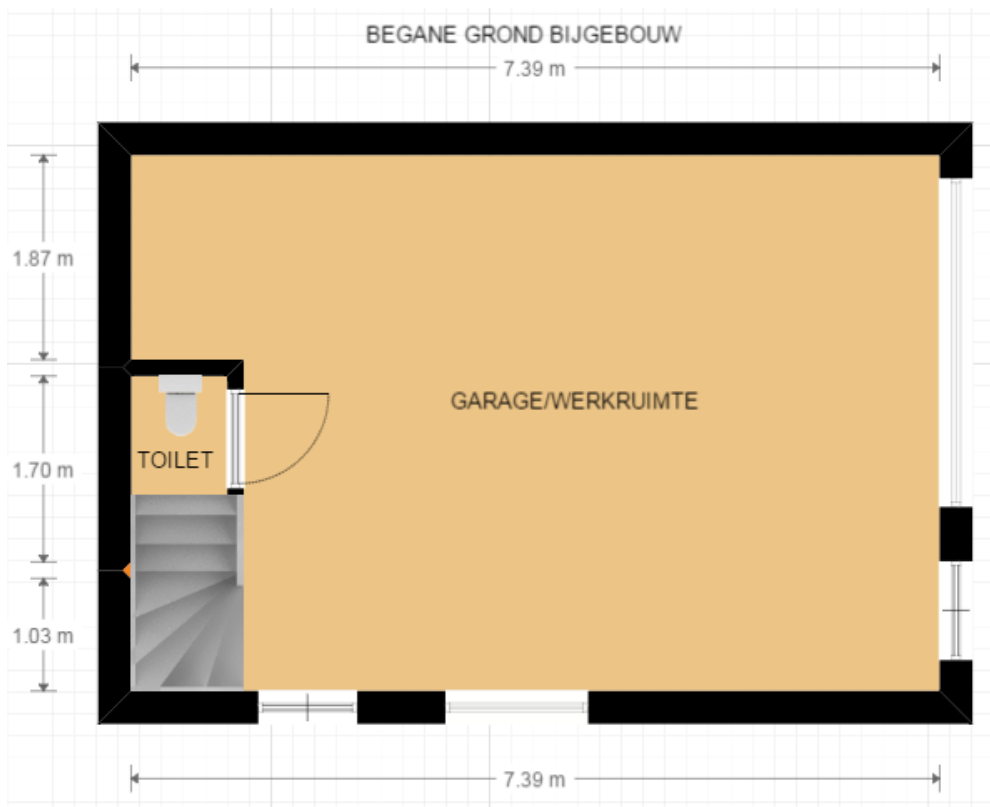 BEGANE GROND BIJGEBOUW
7.39 m
1.87 m
GARAGE/WERKRUIMTE
TOILET
1.70 m
1.03 m
7.39 m